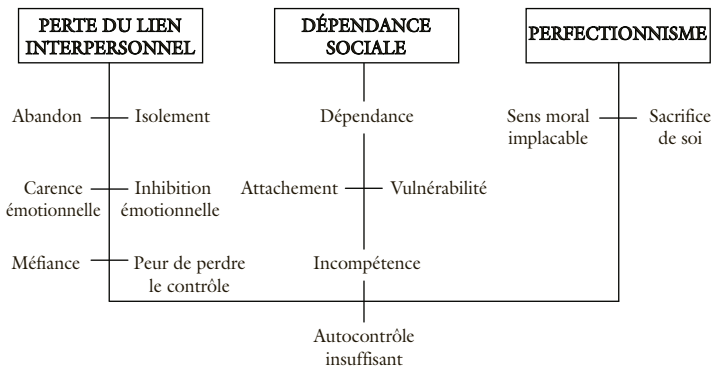 PERTE DU LIEN
INTERPERSONNEL
DÉPENDANCE
SOCIALE
PERFECTIONNISME
Abandon
Isolement
Dépendance
Sens moral
implacable
Sacrifice
de soi
Carence
émotionnelle
Inhibition
émotionnelle
Attachement
Vulnérabilité
Méfiance
Peur de perdre
le contrôle
Incompétence
Autocontrôle
insuffisant